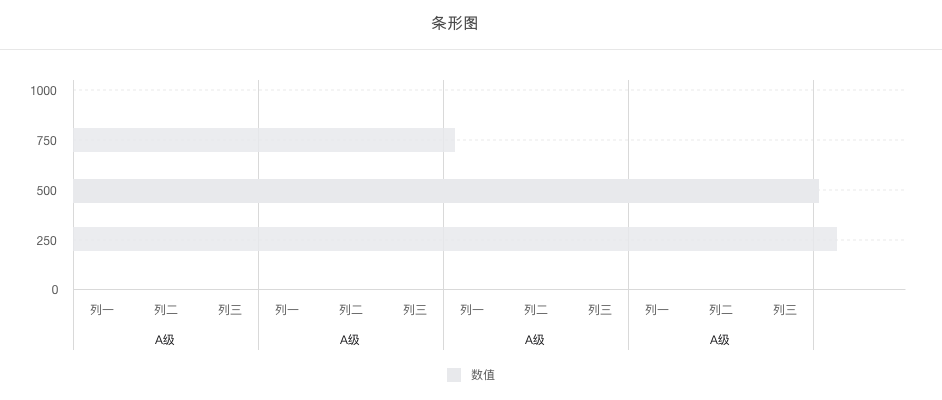 条形图
1000
750
500
250
0
列一 列二 列三 列一 列二 列三 列一 列二 列三 列一 列二 列三
A级 A级 A级 A级
数值